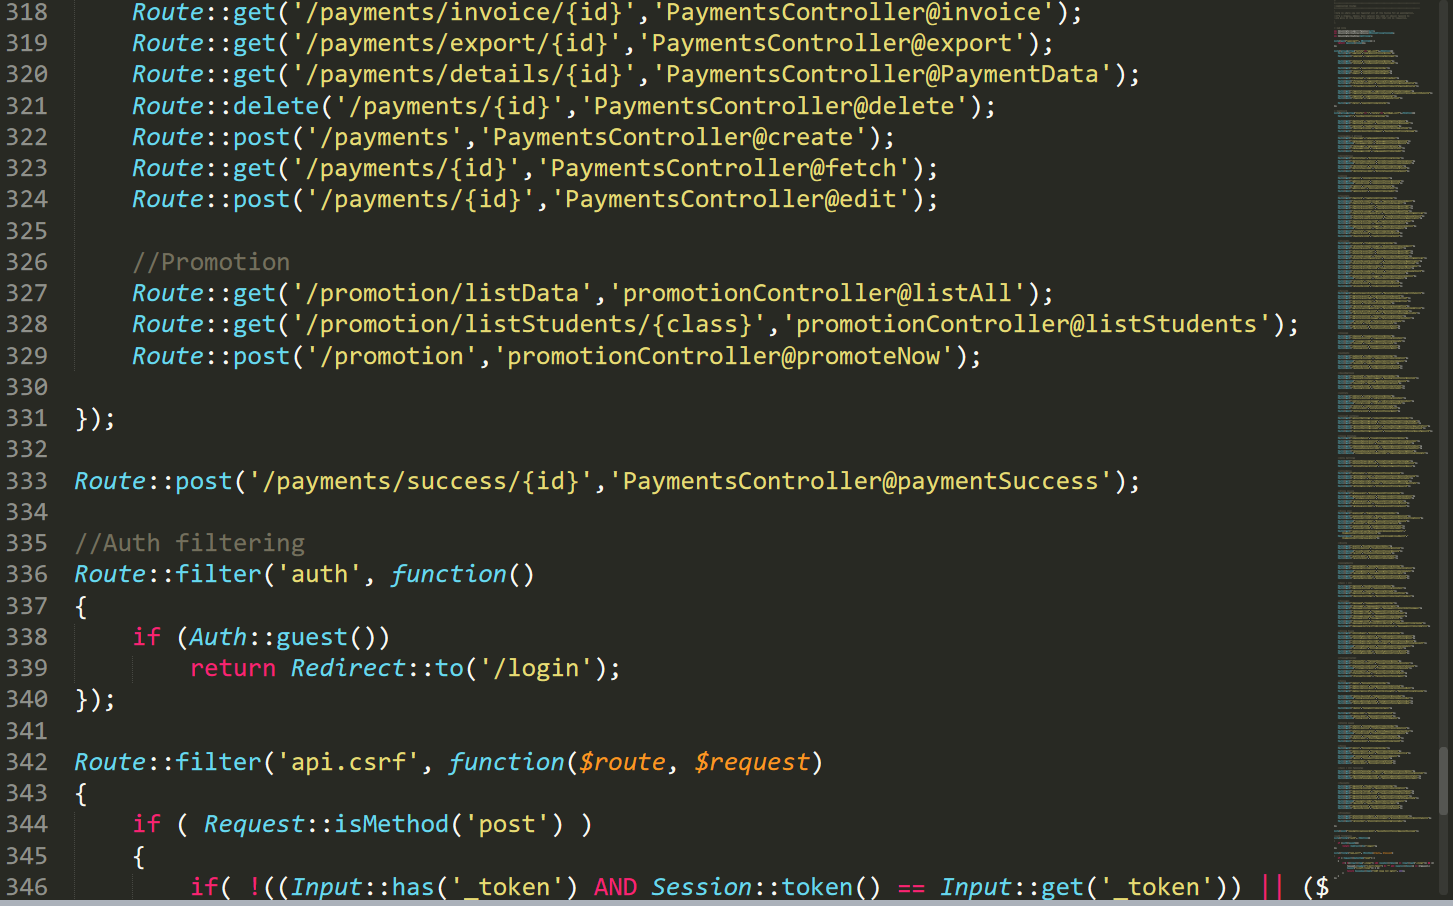 318 Route::get('/payments/invoice/{id}','PaymentsController@invoice');
319 Route::get('/payments/export/{id}','PaymentsController@export');
320 Route::get('/payments/details/{id}','PaymentsController@PaymentData');
321 Route::delete('/payments/{id}','PaymentsController@delete');
322 Route::post('/payments','PaymentsController@create');
323 Route::get('/payments/{id}','PaymentsController@fetch');
324 Route::post('/payments/{id}','PaymentsController@edit');
325
326 //Promotion
327 Route::get('/promotion/listData','promotionController@listAll');
328 Route::get('/promotion/listStudents/{class}','promotionController@listStudents');
329 Route::post('/promotion','promotionController@promoteNow');
330
331 });
332
333 Route::post('/payments/success/{id}','PaymentsController@paymentSuccess');
334
335 //Auth filtering
336 Route::filter('auth', function()
337 {
338 if (Auth::guest())
339 return Redirect::to('/login');
340 });
341
342 Route::filter('api.csrf', function($route, $request)
343 {
344 if ( Request::isMethod('post') )
345 {
346 if( !((Input::has('_token') AND Session::token() == Input::get('_token')) || ($